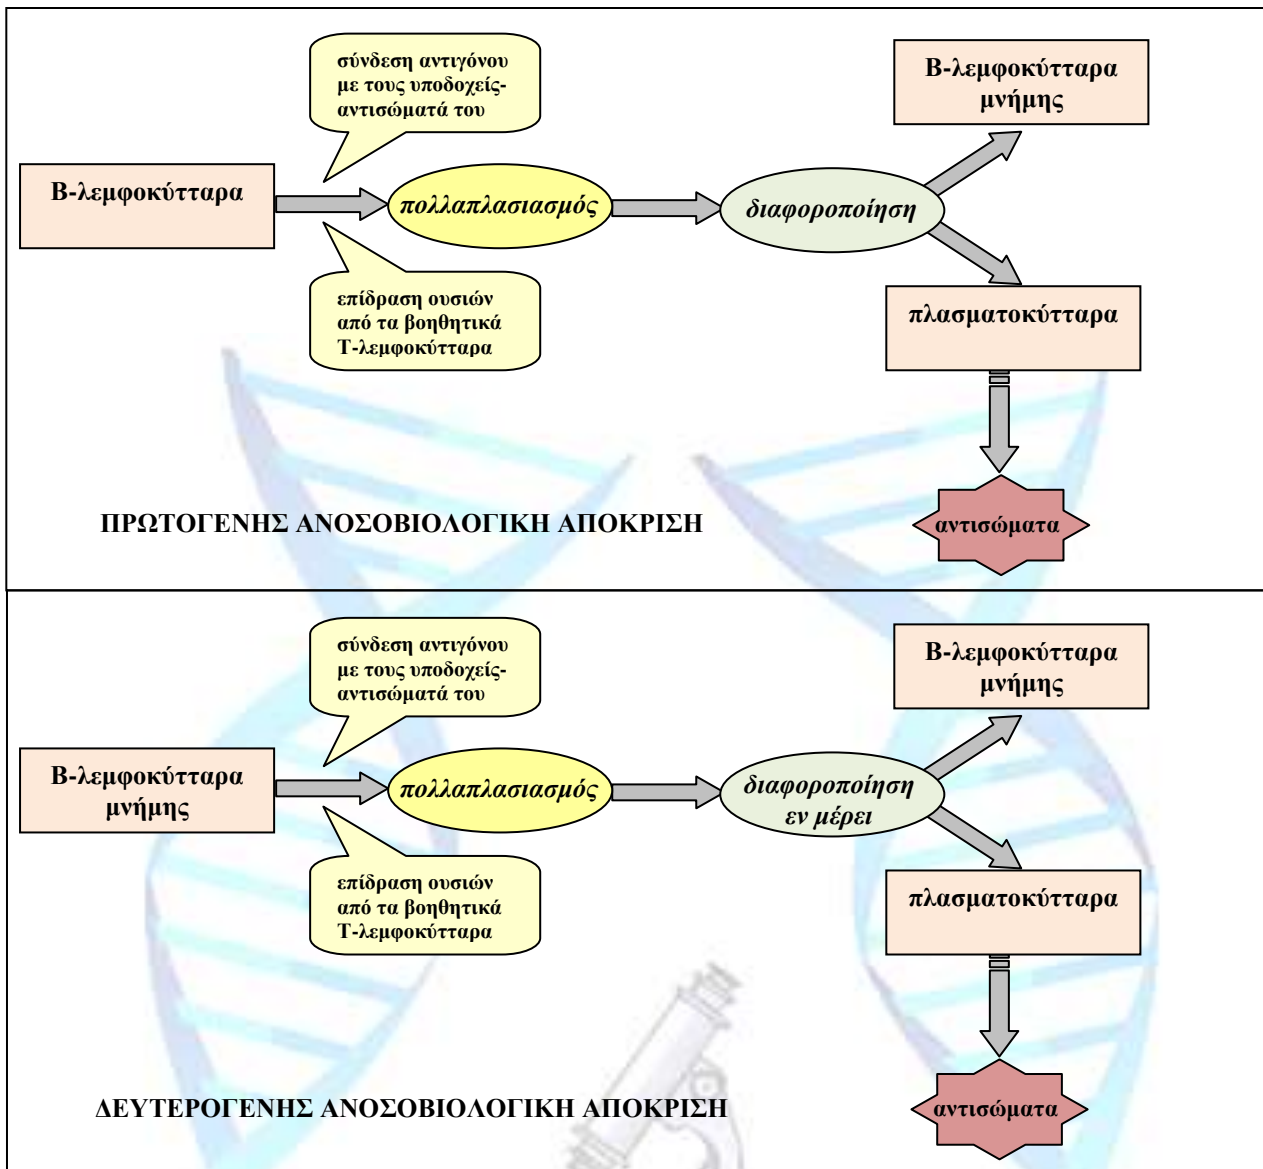 σύνδεση αντιγόνου
με τους υποδοχείς-
αντισώματά του
Β-λεμφοκύτταρα
μνήμης
Β-λεμφοκύτταρα
πολλαπλασιασμός
διαφοροποίηση
επίδραση ουσιών
από τα βοηθητικά
Τ-λεμφοκύτταρα
πλασματοκύτταρα
ΠΡΩΤΟΓΕΝΗΣ ΑΝΟΣΟΒΙΟΛΟΓΙΚΗ ΑΠΟΚΡΙΣΗ
αντισώματα
σύνδεση αντιγόνου
με τους υποδοχείς-
αντισώματά του
Β-λεμφοκύτταρα
μνήμης
Β-λεμφοκύτταρα
μνήμης
πολλαπλασιασμός
διαφοροποίηση
εν μέρει
επίδραση ουσιών
από τα βοηθητικά
Τ-λεμφοκύτταρα
πλασματοκύτταρα
ΔΕΥΤΕΡΟΓΕΝΗΣ ΑΝΟΣΟΒΙΟΛΟΓΙΚΗ ΑΠΟΚΡΙΣΗ
αντισώματα